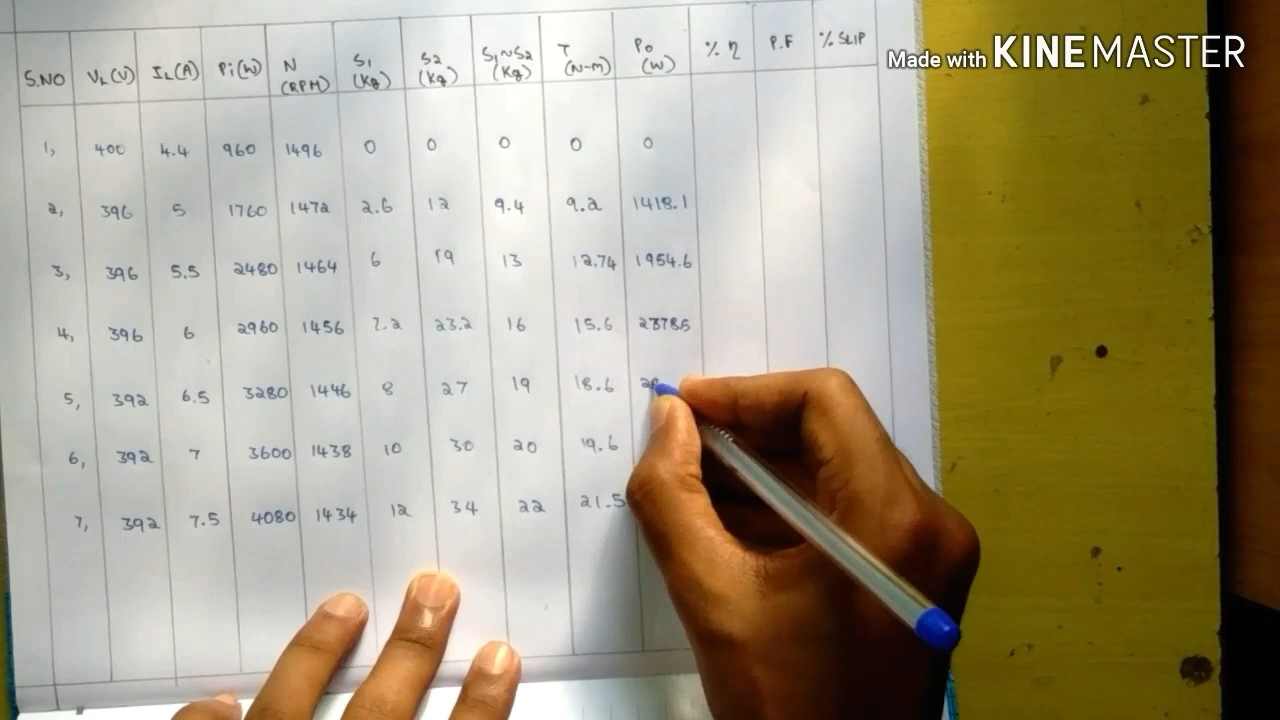 Made with KINEMASTER
S.NO VL(V) IL(A) Pi(W) N (RPM) S1 (Kg) S2 (Kg) S1~S2 (Kg) T (N-M) Po (W) % η P.F % SLIP
1, 400 4.4 960 1496 0 0 0 0 0
2, 396 5 1760 1472 2.6 12 9.4 9.2 1418.1
3, 396 5.5 2480 1464 6 19 13 12.74 1954.6
4, 396 6 2960 1456 7.2 23.2 16 15.6
5, 392 6.5 3280 1446 8 27 19 18.6
6, 392 7 3600 1438 10 30 20 19.6
7, 392 7.5 4080 1434 12 34 22 21.5